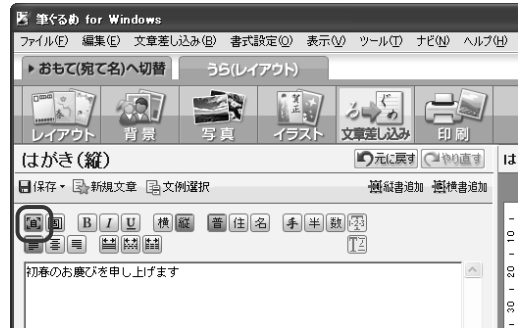 筆ぐるめ for Windows
ファイル(F) 編集(E) 文章差し込み(B) 書式設定(O) 表示(V) ツール(T) ナビ(N) ヘルプ(H)
おもて(宛て名)へ切替 うら(レイアウト)
レイアウト 背景 写真 イラスト 文章差し込み 印刷
はがき(縦) 元に戻す やり直す は
保存 新規文章 文例選択 縦書追加 横書追加
B I U 横 縦 普 住 名 手 半 数
初春のお慶びを申し上げます
10
20
30